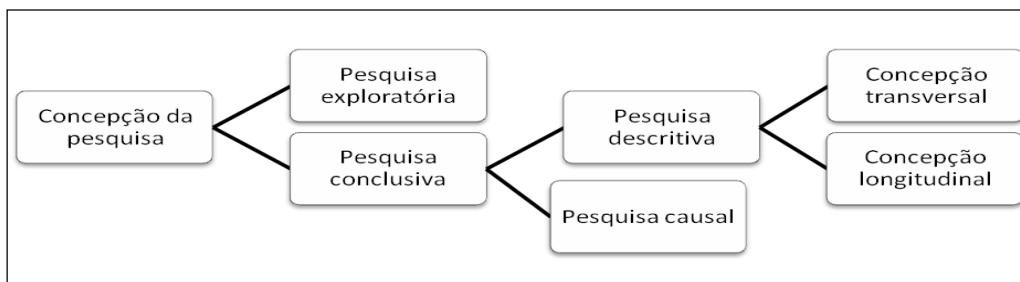 Concepção da
pesquisa
Pesquisa
exploratória
Pesquisa
conclusiva
Pesquisa
descritiva
Pesquisa causal
Concepção
transversal
Concepção
longitudinal